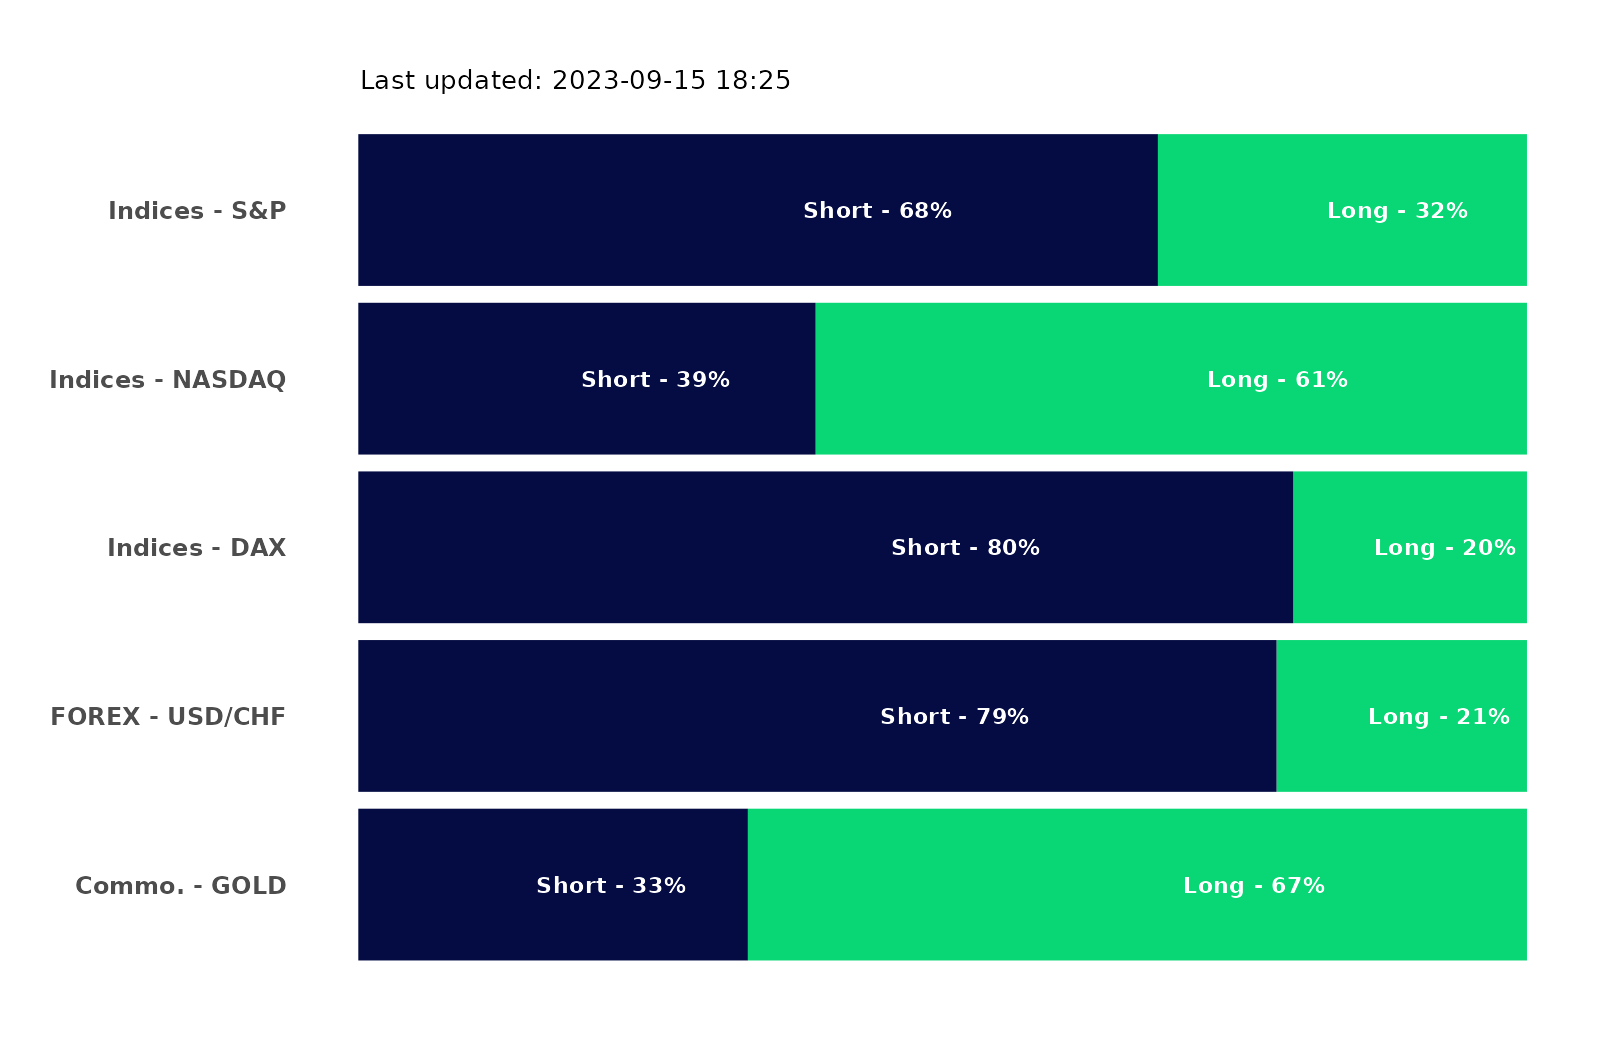 Last updated: 2023-09-15 18:25
Indices - S&P Short - 68% Long - 32%
Indices - NASDAQ Short - 39% Long - 61%
Indices - DAX Short - 80% Long - 20%
FOREX - USD/CHF Short - 79% Long - 21%
Commo. - GOLD Short - 33% Long - 67%